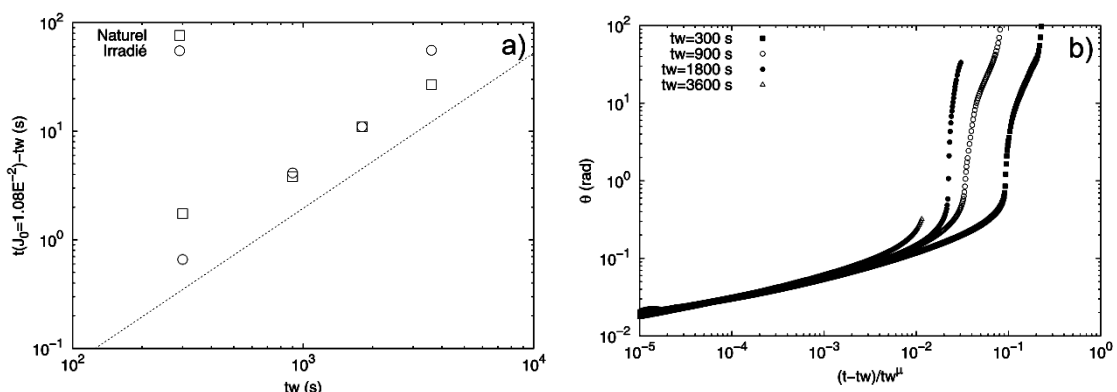 a)
Naturel
Irradié
t(J₀=1.08E⁻²)−tw (s)
10²
10¹
10⁰
10⁻¹
10² 10³ 10⁴
tw (s)
b)
tw=300 s
tw=900 s
tw=1800 s
tw=3600 s
θ (rad)
10²
10¹
10⁰
10⁻¹
10⁻²
10⁻⁵ 10⁻⁴ 10⁻³ 10⁻² 10⁻¹ 10⁰
(t−tw)/tw^μ